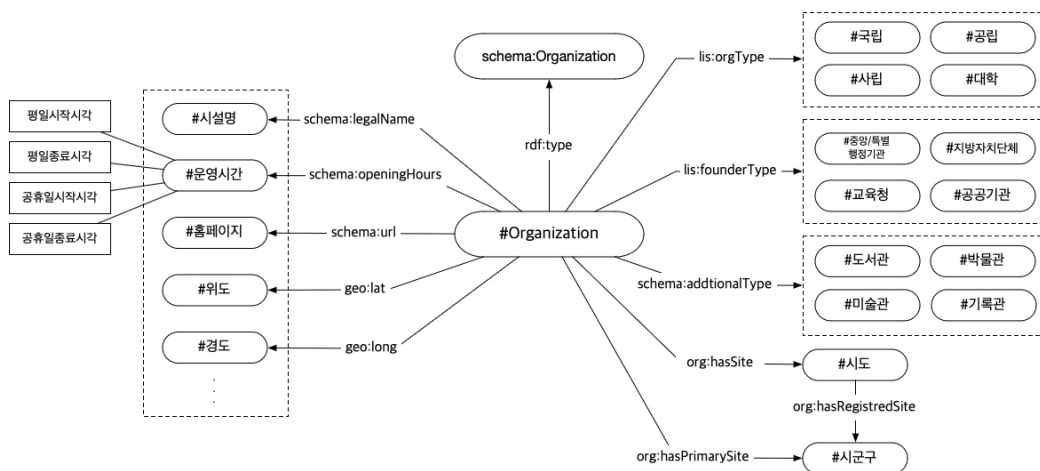 schema:Organization
rdf:type
#Organization
평일시작시각
평일종료시각
공휴일시작시각
공휴일종료시각
#시설명
#운영시간
#홈페이지
#위도
#경도
schema:legalName
schema:openingHours
schema:url
geo:lat
geo:long
lis:orgType
#국립
#공립
#사립
#대학
lis:founderType
#중앙/특별
행정기관
#지방자치단체
#교육청
#공공기관
schema:addtionalType
#도서관
#박물관
#미술관
#기록관
org:hasSite
#시도
org:hasRegistredSite
org:hasPrimarySite
#시군구